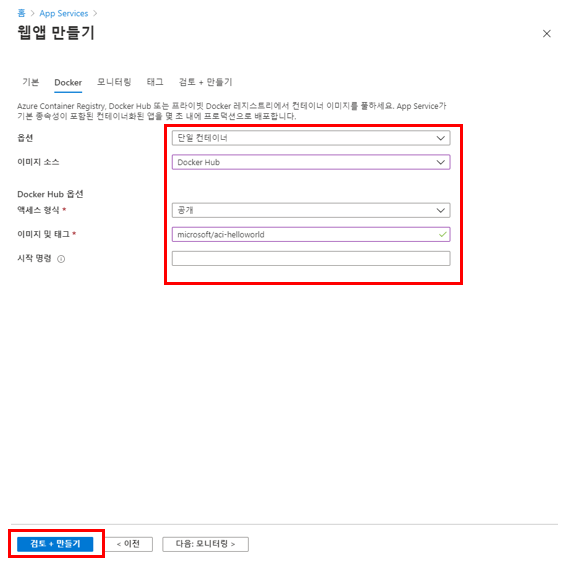 홈 > App Services >
웹앱 만들기
기본 Docker 모니터링 태그 검토 + 만들기
Azure Container Registry, Docker Hub 또는 프라이빗 Docker 레지스트리에서 컨테이너 이미지를 풀하세요. App Service가
기본 종속성이 포함된 컨테이너화된 앱을 몇 초 내에 프로덕션으로 배포합니다.
옵션 단일 컨테이너
이미지 소스 Docker Hub
Docker Hub 옵션
액세스 형식 * 공개
이미지 및 태그 * microsoft/aci-helloworld
시작 명령
검토 + 만들기 < 이전 다음: 모니터링 >